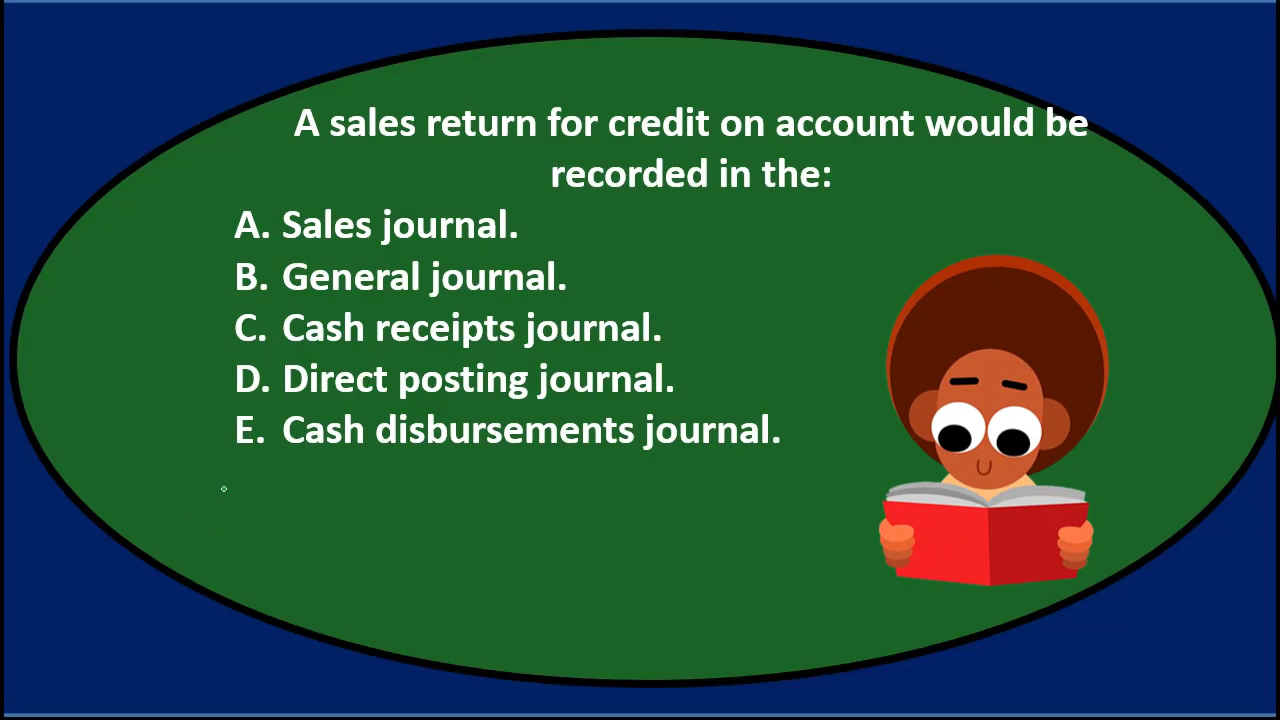 A sales return for credit on account would be
recorded in the:
A. Sales journal.
B. General journal.
C. Cash receipts journal.
D. Direct posting journal.
E. Cash disbursements journal.